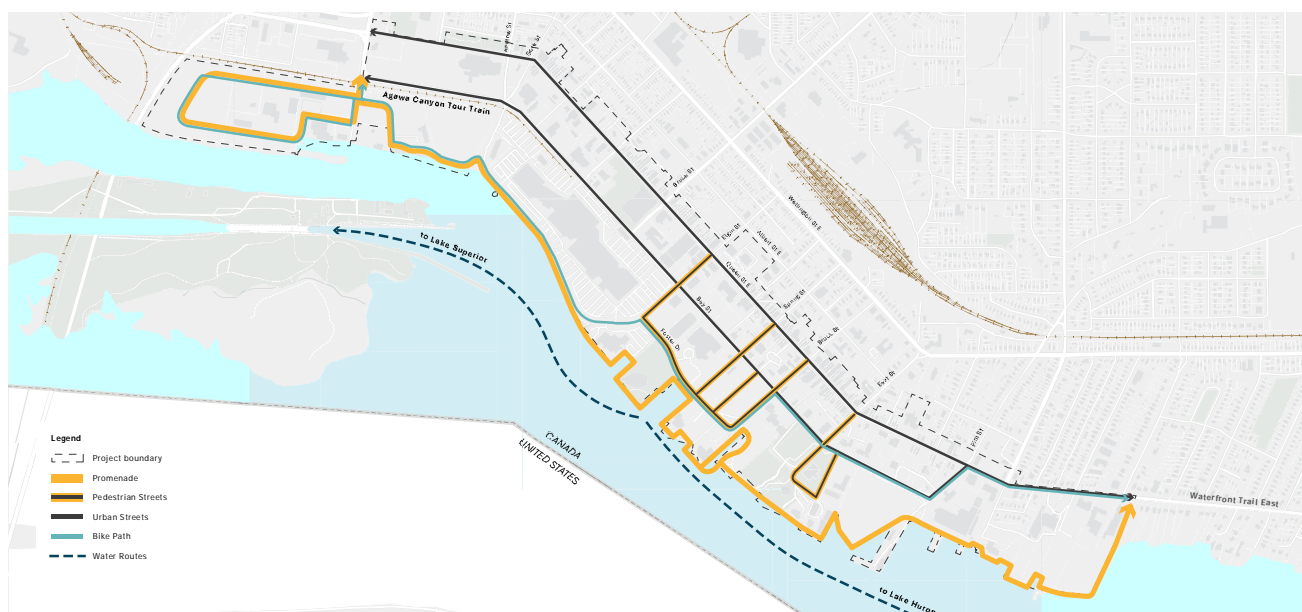 Gore St
Agawa Canyon Tour Train
Bruce St
Wellington St E
Elgin St
Albert St E
to Lake Superior
Queen St E
Spring St
Bay St
Brock St
Foster Dr
East St
Pim St
CANADA
UNITED STATES
Waterfront Trail East
to Lake Huron
Legend
Project boundary
Promenade
Pedestrian Streets
Urban Streets
Bike Path
Water Routes